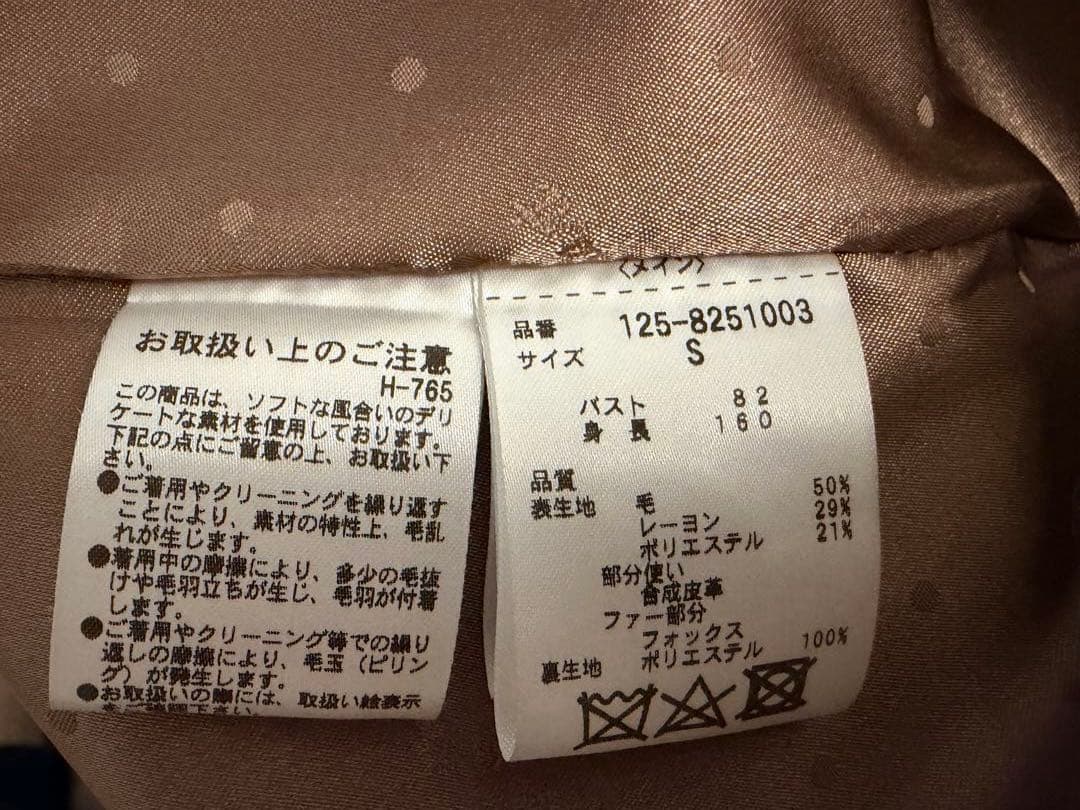 お取扱い上のご注意
H-765
この商品は、ソフトな風合いのデリ
ケートな素材を使用しております。
下記の点にご留意の上、お取扱い下
さい。
●ご着用やクリーニングを繰り返す
ことにより、素材の特性上、毛乱
れが生じます。
●着用中の摩擦により、多少の毛抜
けや毛羽立ちが生じ、毛羽が付着
します。
●ご着用やクリーニング等での繰り
返しの摩擦により、毛玉（ピリン
グ）が発生します。
●お取扱いの際には、取扱い絵表示
をご確認下さい。
〈メイン〉
品番 125-8251003
サイズ S
バスト 82
身長 160
品質
表生地 毛 50%
レーヨン 29%
ポリエステル 21%
部分使い
合成皮革
ファー部分
フォックス
裏生地 ポリエステル 100%